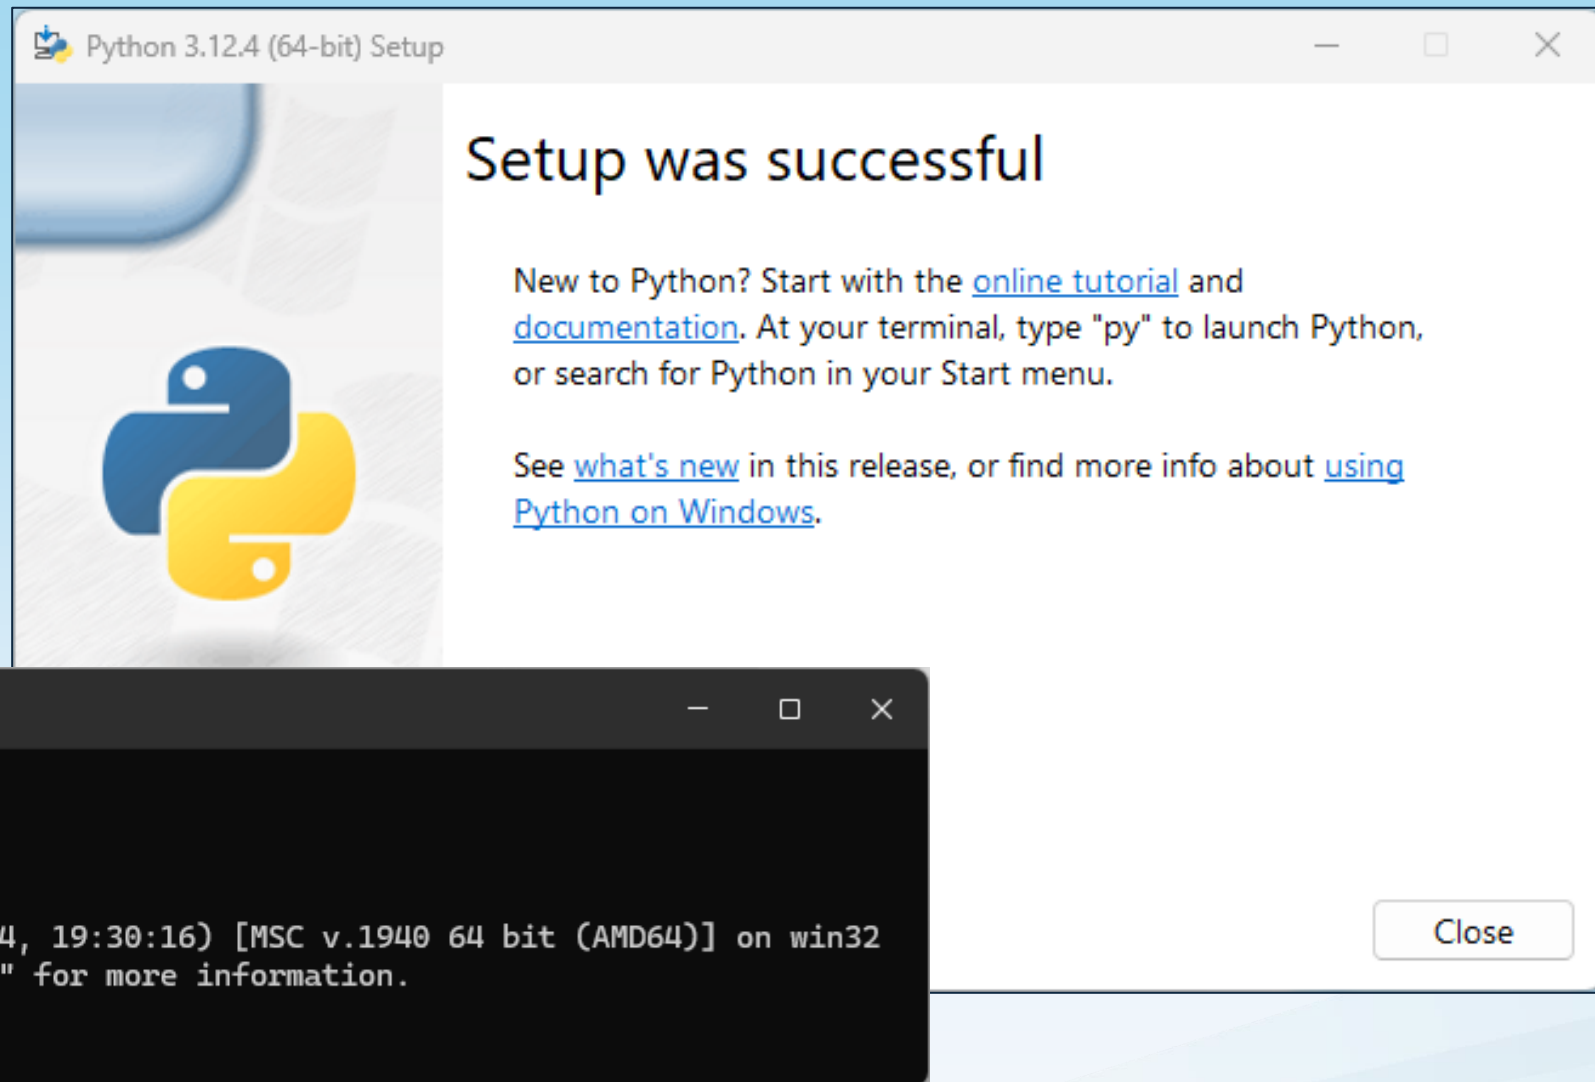 Python 3.12.4 (64-bit) Setup
Setup was successful
New to Python? Start with the online tutorial and
documentation. At your terminal, type "py" to launch Python,
or search for Python in your Start menu.
See what's new in this release, or find more info about using
Python on Windows.
Close
4, 19:30:16) [MSC v.1940 64 bit (AMD64)] on win32
" for more information.